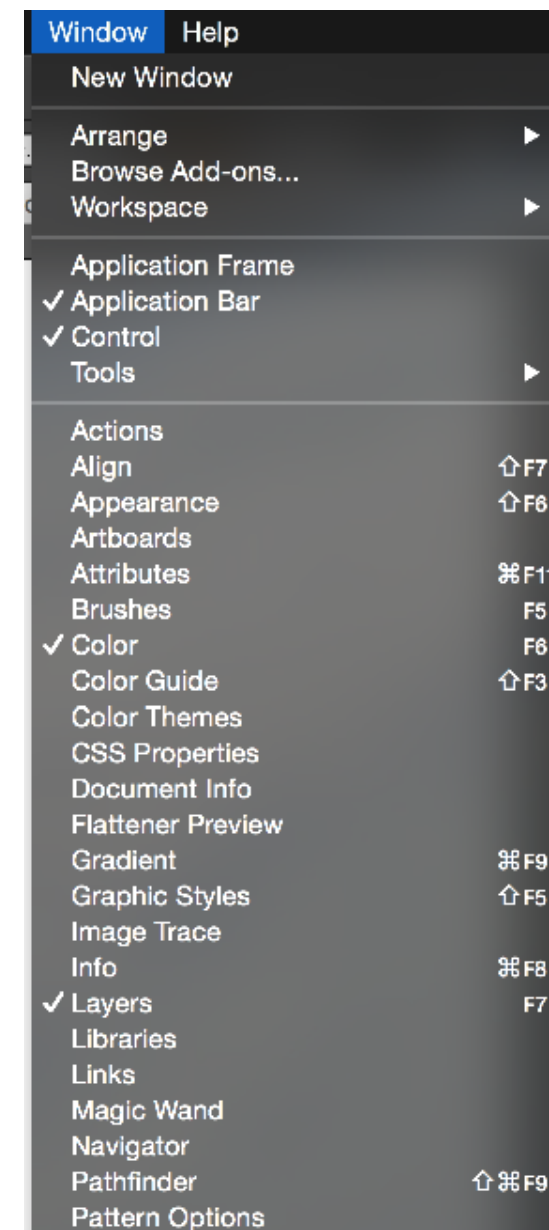 Window Help
New Window
Arrange ▶
Browse Add-ons...
Workspace ▶
Application Frame
✓ Application Bar
✓ Control
Tools ▶
Actions
Align ⇧F7
Appearance ⇧F6
Artboards
Attributes ⌘F11
Brushes F5
✓ Color F6
Color Guide ⇧F3
Color Themes
CSS Properties
Document Info
Flattener Preview
Gradient ⌘F9
Graphic Styles ⇧F5
Image Trace
Info ⌘F8
✓ Layers F7
Libraries
Links
Magic Wand
Navigator
Pathfinder ⇧⌘F9
Pattern Options